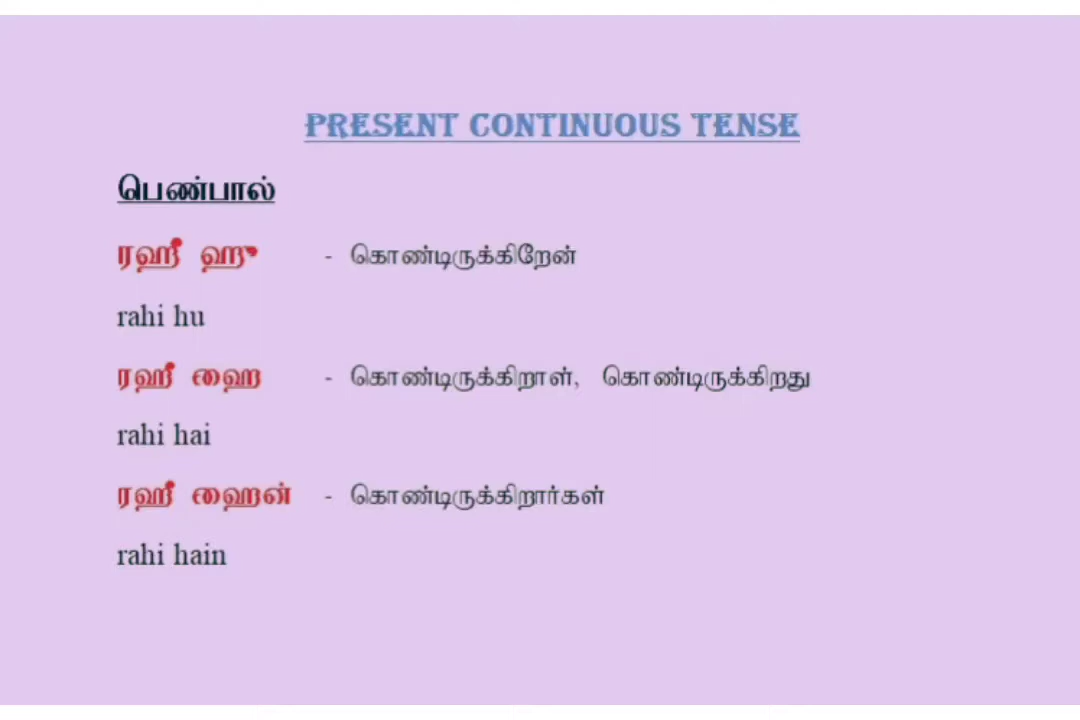 PRESENT CONTINUOUS TENSE
பெண்பால்
ரஹீ ஹு - கொண்டிருக்கிறேன்
rahi hu
ரஹீ ஹை - கொண்டிருக்கிறாள், கொண்டிருக்கிறது
rahi hai
ரஹீ ஹைன் - கொண்டிருக்கிறார்கள்
rahi hain